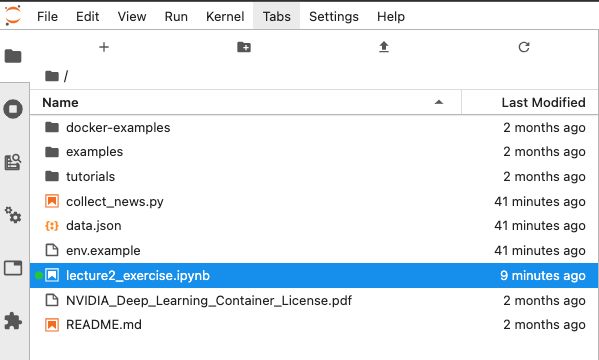 File Edit View Run Kernel Tabs Settings Help
/
Name Last Modified
docker-examples 2 months ago
examples 2 months ago
tutorials 2 months ago
collect_news.py 41 minutes ago
data.json 41 minutes ago
env.example 41 minutes ago
lecture2_exercise.ipynb 9 minutes ago
NVIDIA_Deep_Learning_Container_License.pdf 2 months ago
README.md 2 months ago